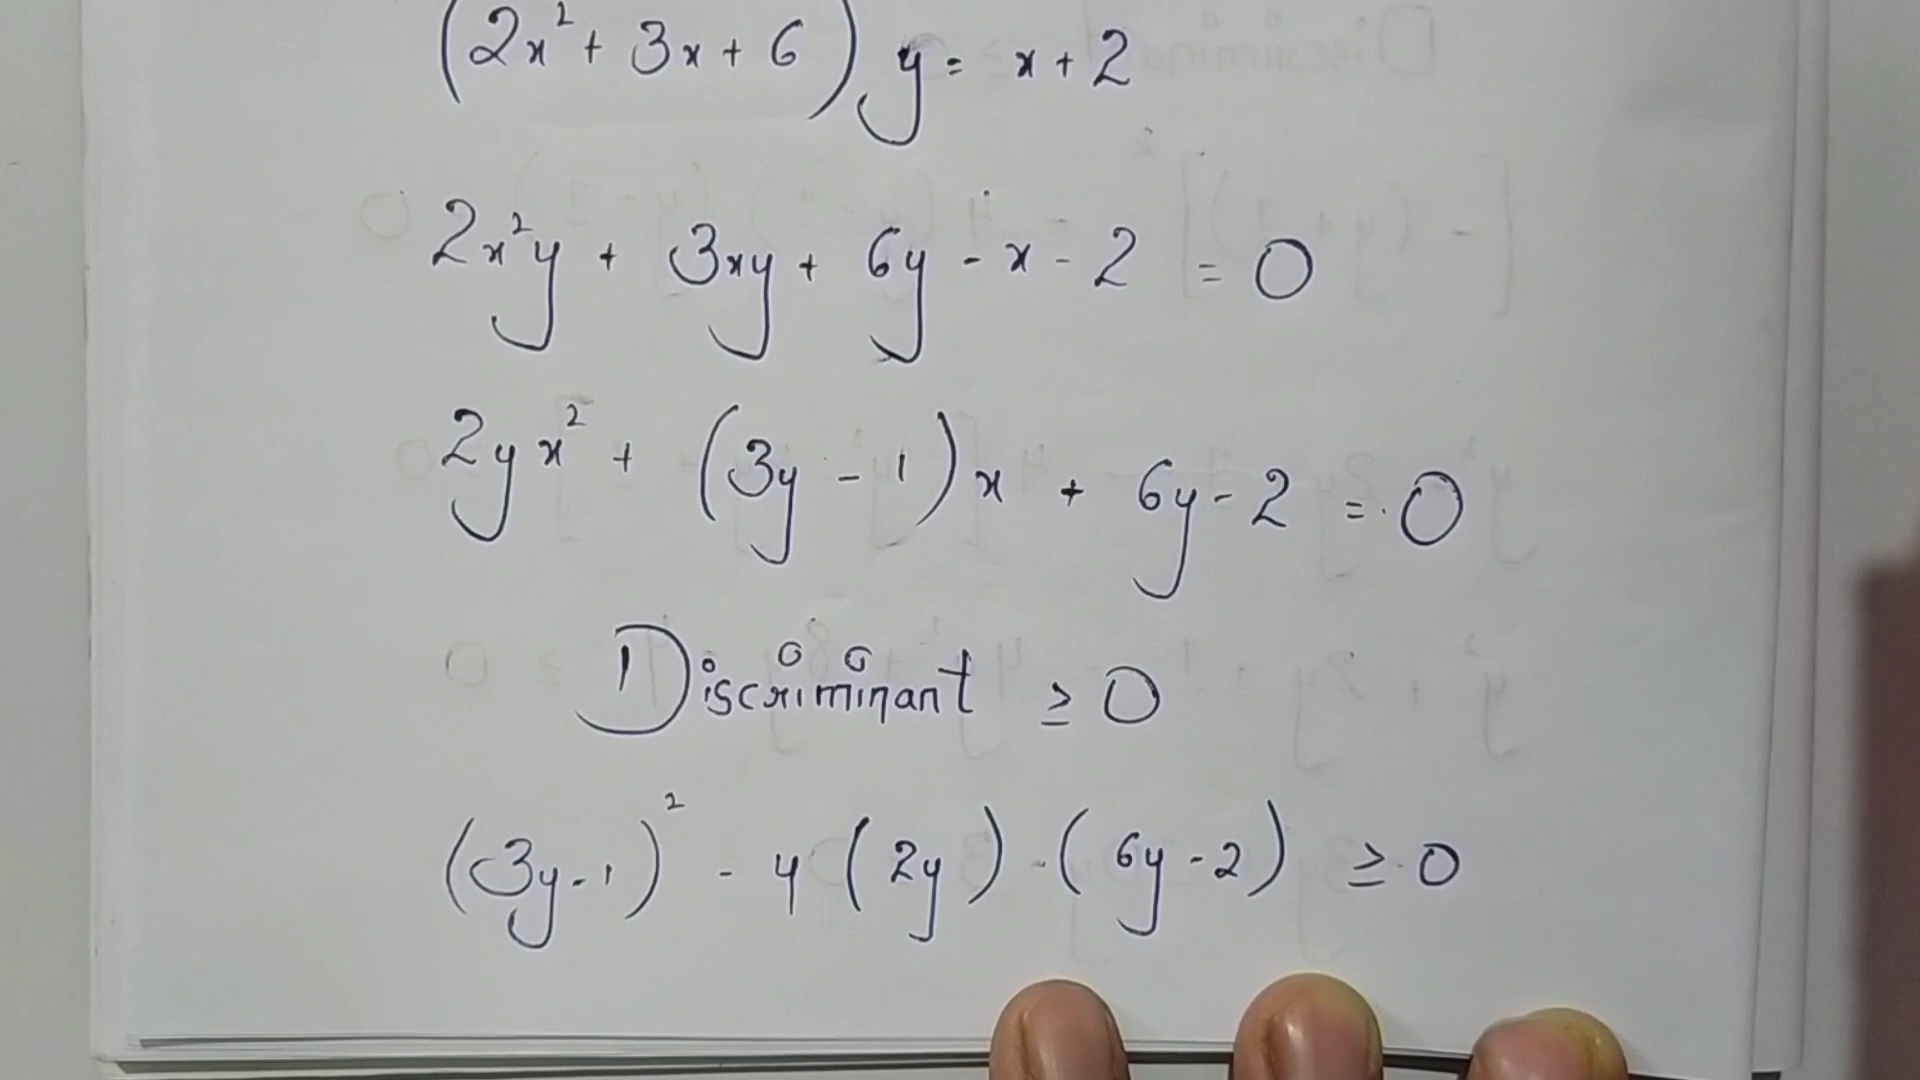 (2x² + 3x + 6) y = x + 2
2x²y + 3xy + 6y - x - 2 = 0
2yx² + (3y - 1)x + 6y - 2 = 0
Discriminant ≥ 0
(3y - 1)² - 4(2y) · (6y - 2) ≥ 0